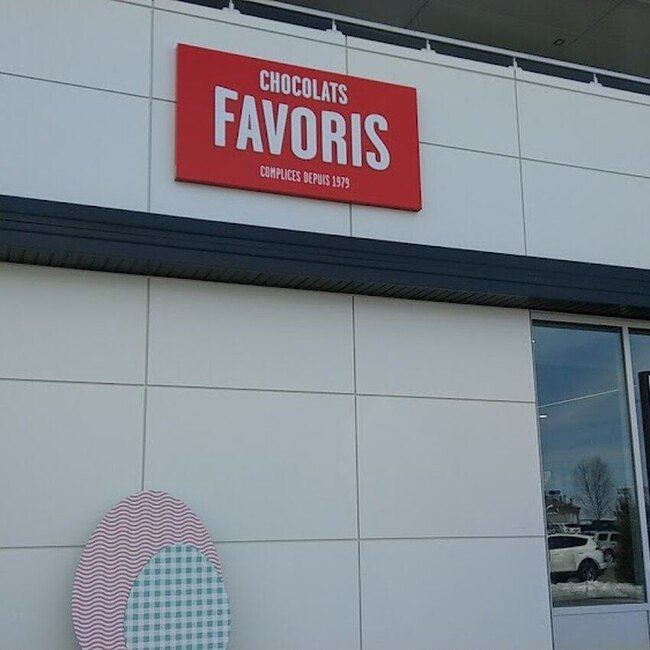 CHOCOLATS
FAVORIS
COMPLICES DEPUIS 1979